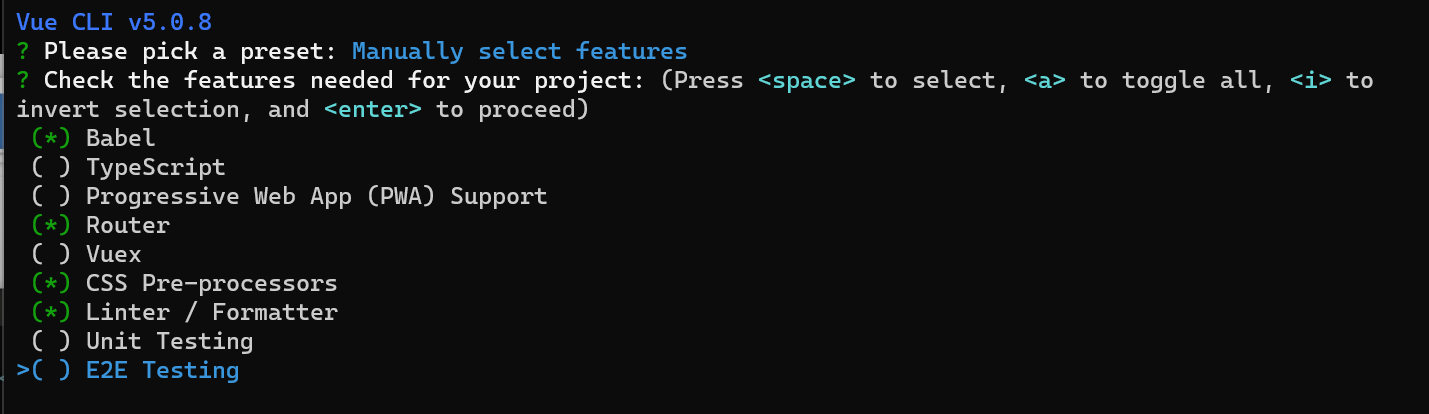 Vue CLI v5.0.8
? Please pick a preset: Manually select features
? Check the features needed for your project: (Press <space> to select, <a> to toggle all, <i> to
invert selection, and <enter> to proceed)
(*) Babel
( ) TypeScript
( ) Progressive Web App (PWA) Support
(*) Router
( ) Vuex
(*) CSS Pre-processors
(*) Linter / Formatter
( ) Unit Testing
>( ) E2E Testing